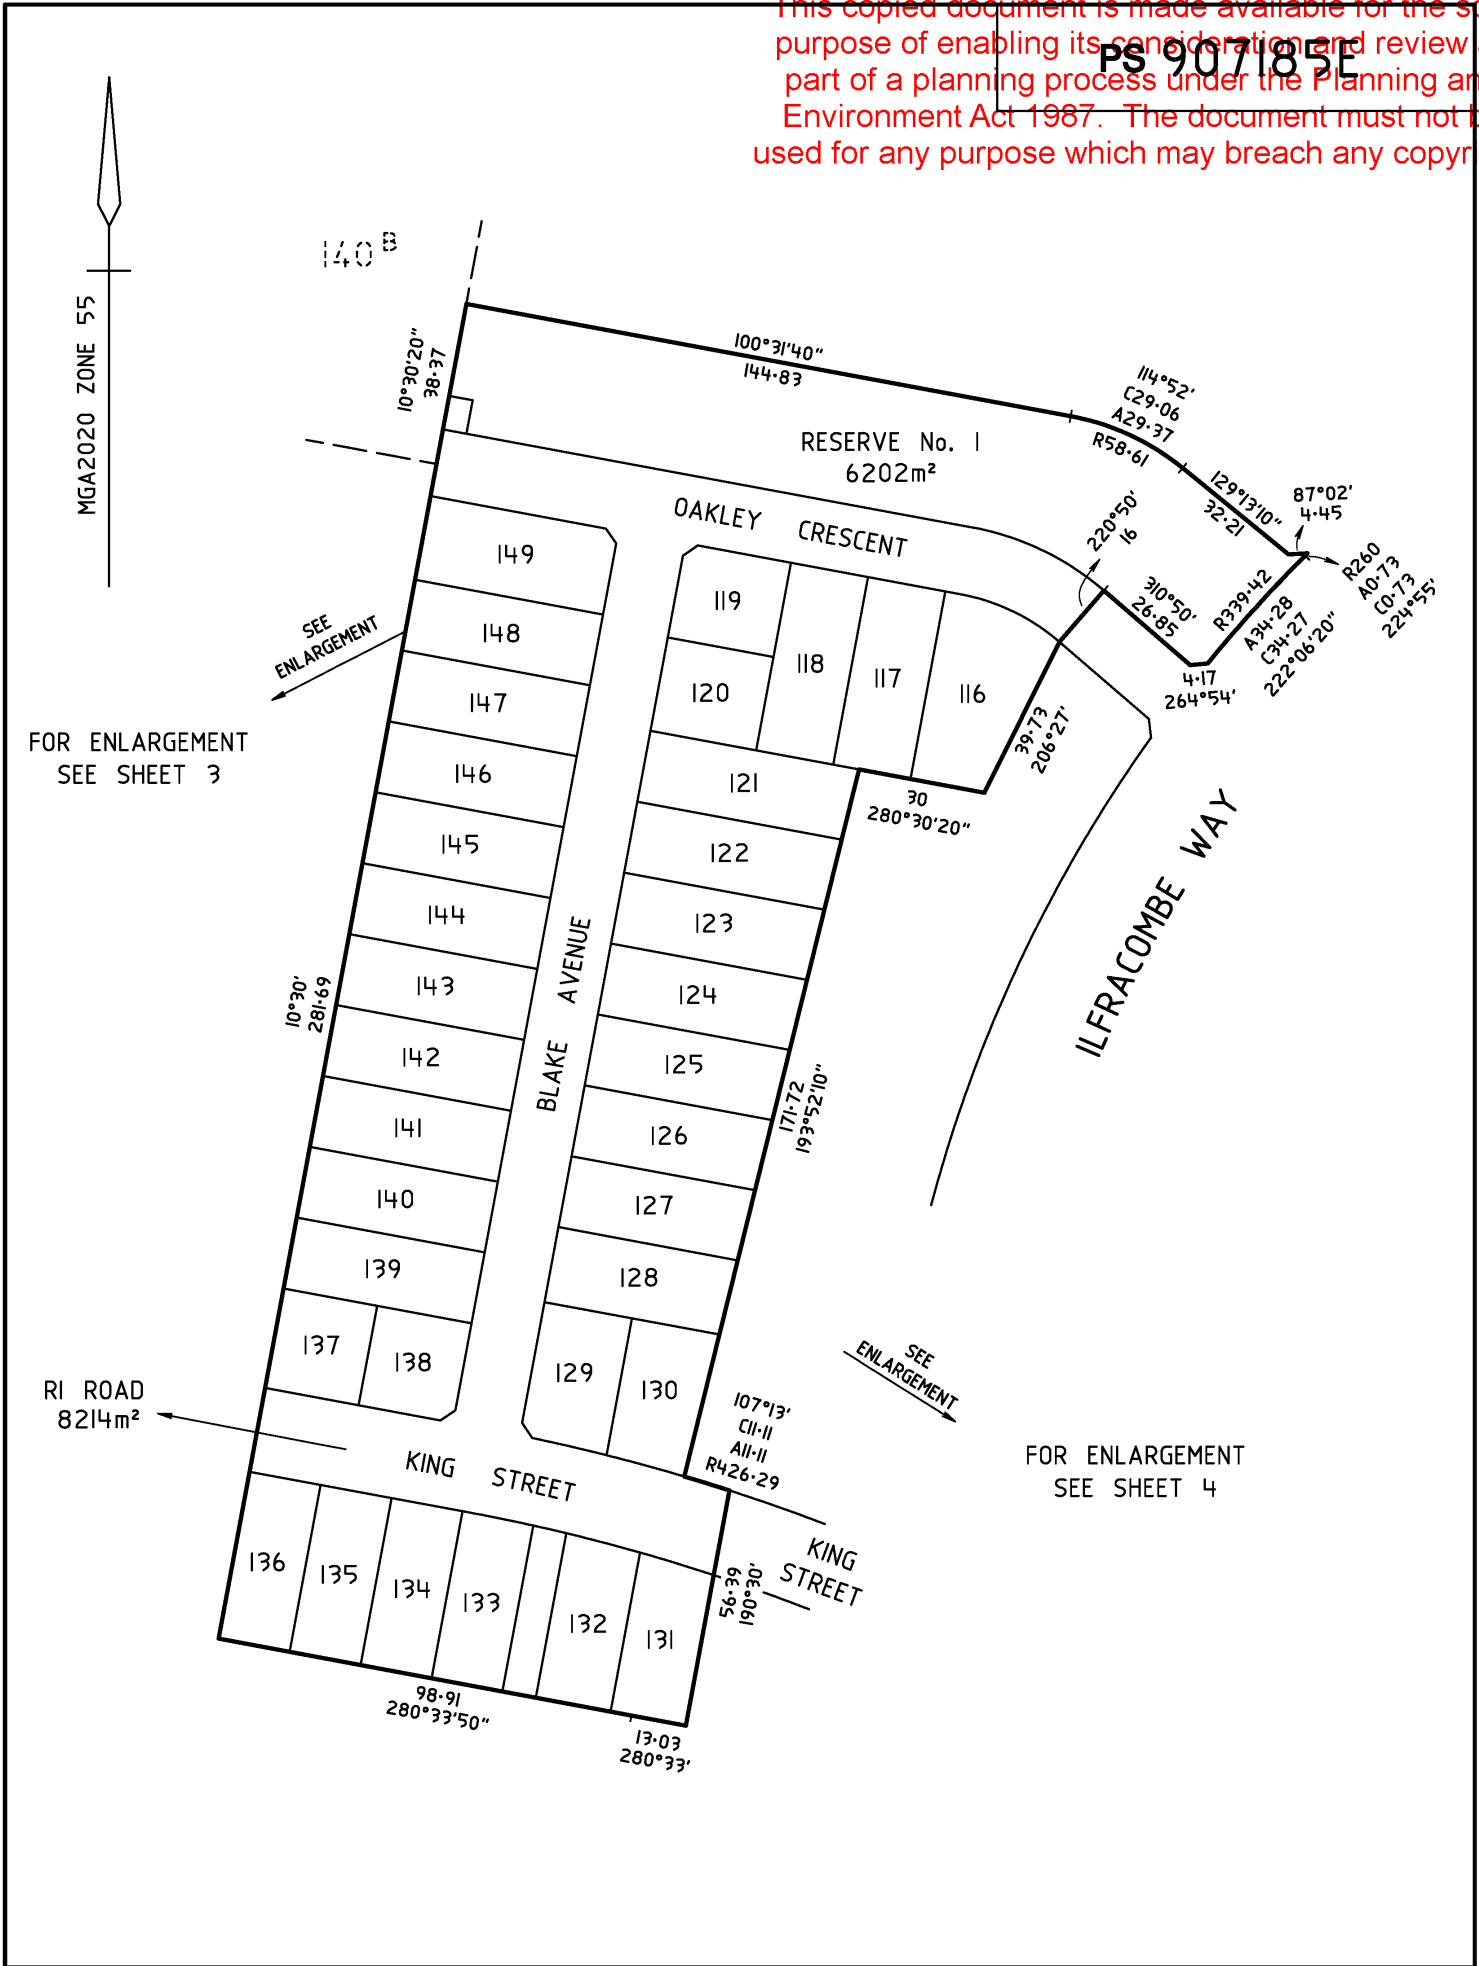 This copied document is made available for the
purpose of enabling its consideration and review
part of a planning process under the Planning
Environment Act 1987. The document must not
used for any purpose which may breach any
PS 907185E
MGA2020 ZONE 55
140 B
10°30'20"
38·37
100°31'40"
144·83
114°52'
C29·06
A29·37
R58·61
129°13'10"
32·21
87°02'
4·45
RESERVE No. 1
6202m²
OAKLEY CRESCENT
220°50'
16
310°50'
26·85
R339·42
A34·28
C34·27
222°06'20"
R260
A0·73
C0·73
224°55'
4·17
264°54'
149
119
SEE
ENLARGEMENT
148
118
117
116
120
147
39·73
206°27'
FOR ENLARGEMENT
SEE SHEET 3
146
121
30
280°30'20"
145
122
ILFRACOMBE WAY
144
123
BLAKE AVENUE
10°30'
281·69
143
124
142
125
171·72
193°52'10"
141
126
140
127
139
128
137
138
129
130
SEE
ENLARGEMENT
R1 ROAD
8214m²
107°13'
C11·11
A11·11
R426·29
FOR ENLARGEMENT
SEE SHEET 4
KING STREET
KING
STREET
136
135
134
133
132
131
56·39
190°30'
98·91
280°33'50"
13·03
280°33'